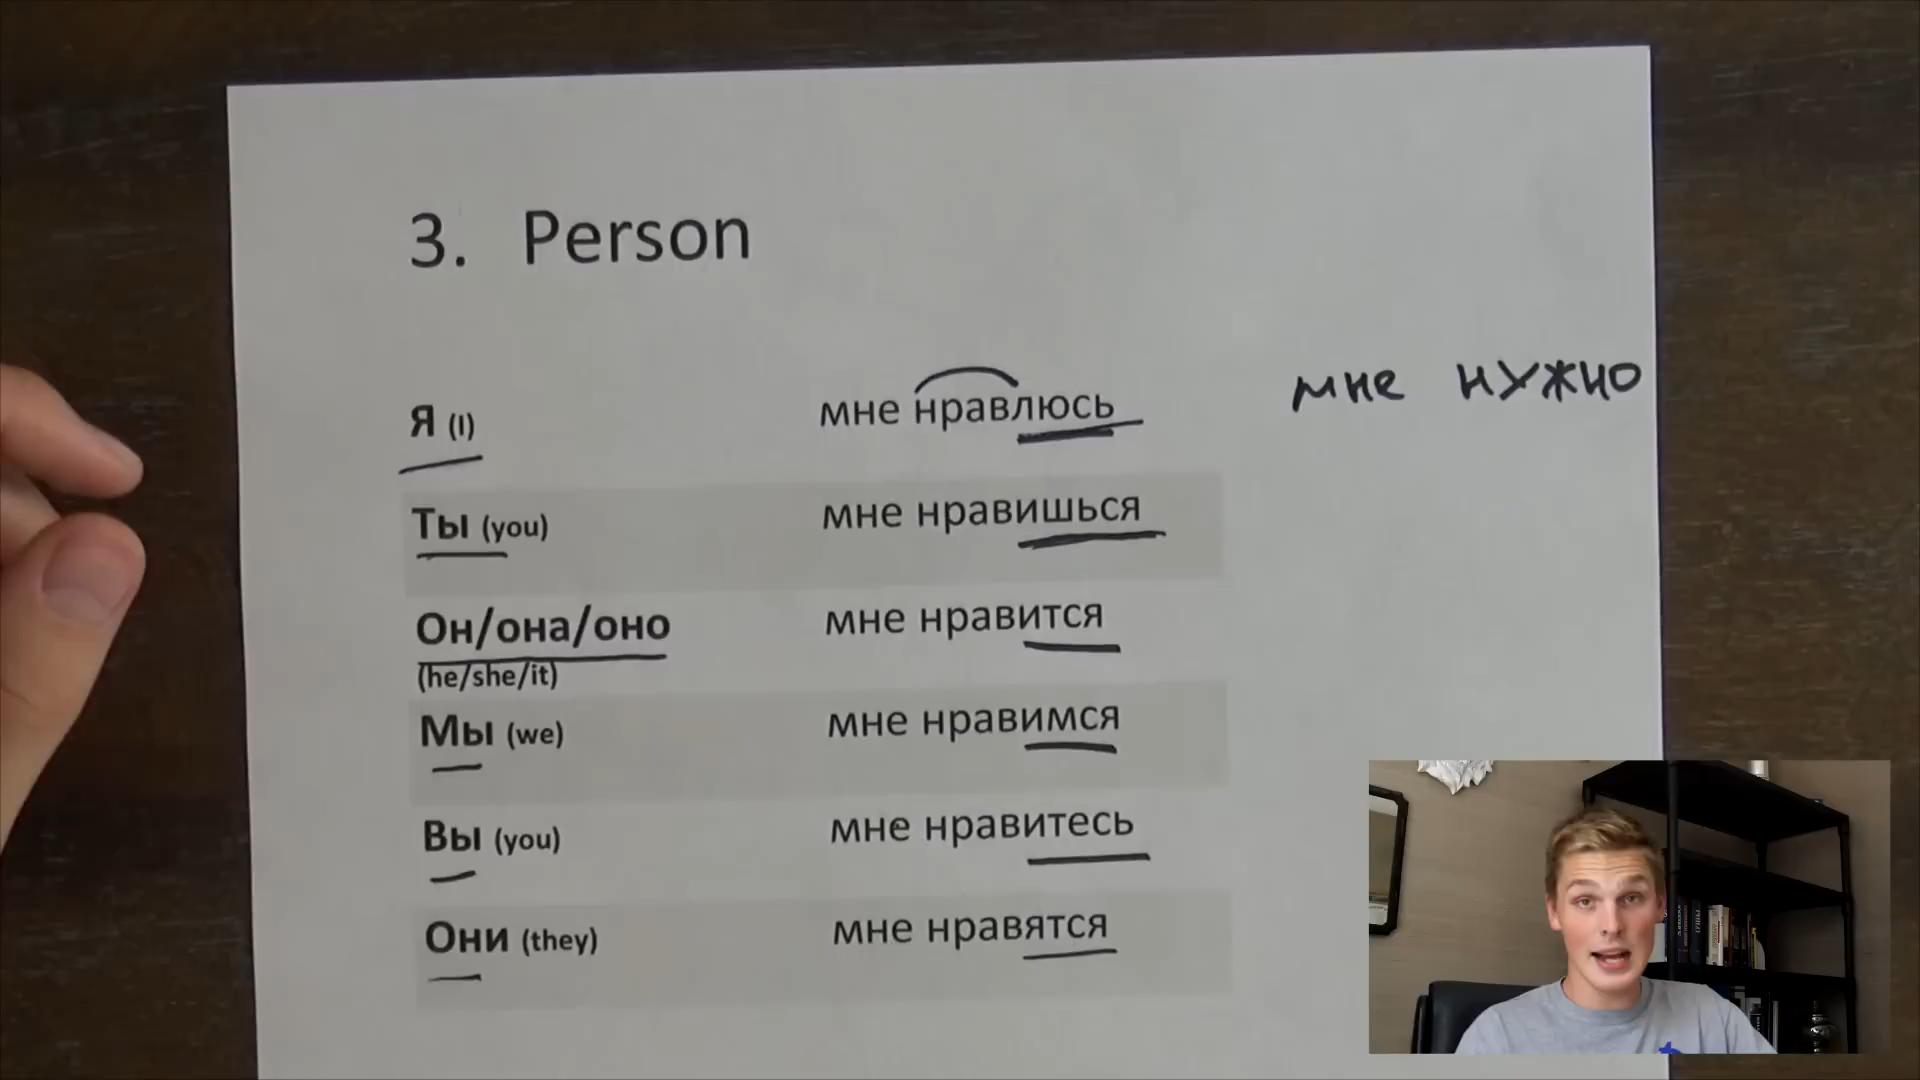 3. Person
Я (I) мне нравлюсь мне нужно
Ты (you) мне нравишься
Он/она/оно мне нравится
(he/she/it)
Мы (we) мне нравимся
Вы (you) мне нравитесь
Они (they) мне нравятся